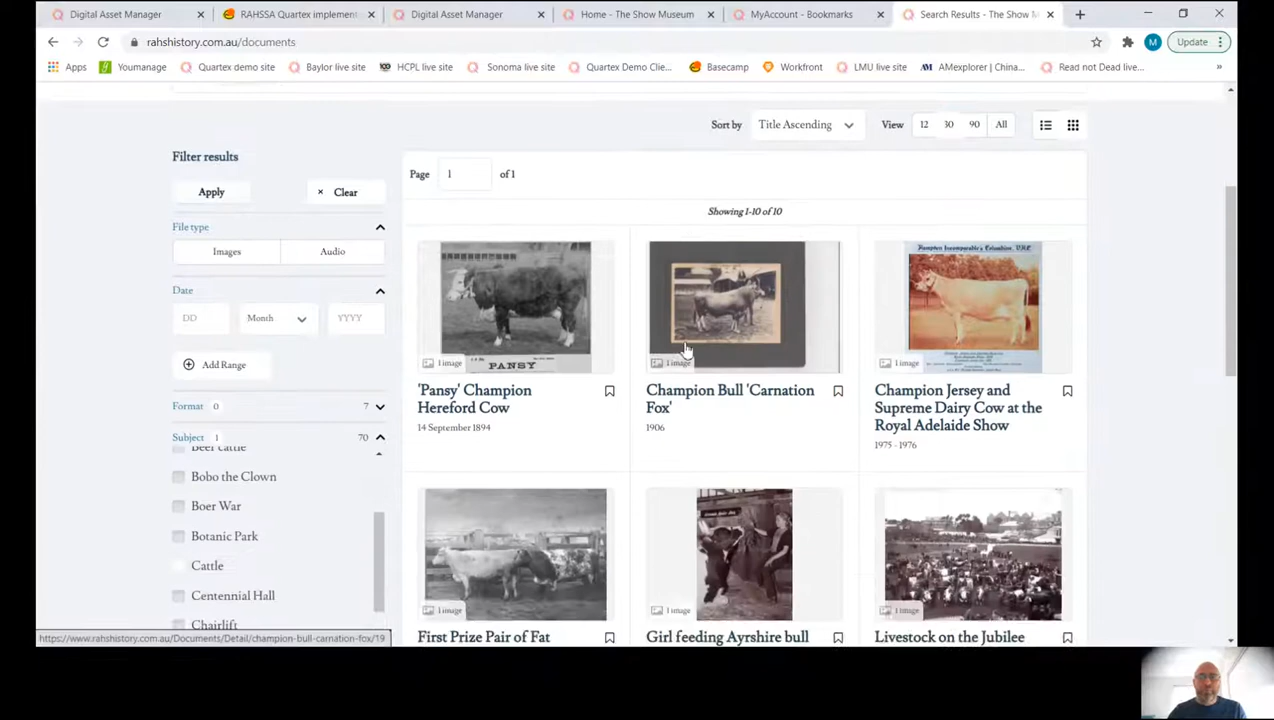 Digital Asset Manager
RAHSSA Quartex implement
Digital Asset Manager
Home - The Show Museum
MyAccount - Bookmarks
Search Results - The Show M
rahshistory.com.au/documents
M
Update
Apps
Youmanage
Quartex demo site
Baylor live site
HCPL live site
Sonoma live site
Quartex Demo Clie...
Basecamp
Workfront
LMU live site
AMexplorer | China...
Read not Dead live...
»
Sort by
Title Ascending
View
12
30
90
All
Filter results
Page
1
of 1
Apply
× Clear
Showing 1-10 of 10
File type
Images
Audio
Date
DD
Month
YYYY
Add Range
Format 0
7
Subject 1
70
Beef cattle
Bobo the Clown
Boer War
Botanic Park
Cattle
Centennial Hall
Chairlift
PANSY
1 image
1 image
1 image
'Pansy' Champion
Hereford Cow
14 September 1894
Champion Bull 'Carnation
Fox'
1906
Champion Jersey and
Supreme Dairy Cow at the
Royal Adelaide Show
1975 - 1976
1 image
1 image
1 image
First Prize Pair of Fat
Girl feeding Ayrshire bull
Livestock on the Jubilee
https://www.rahshistory.com.au/Documents/Detail/champion-bull-carnation-fox/19